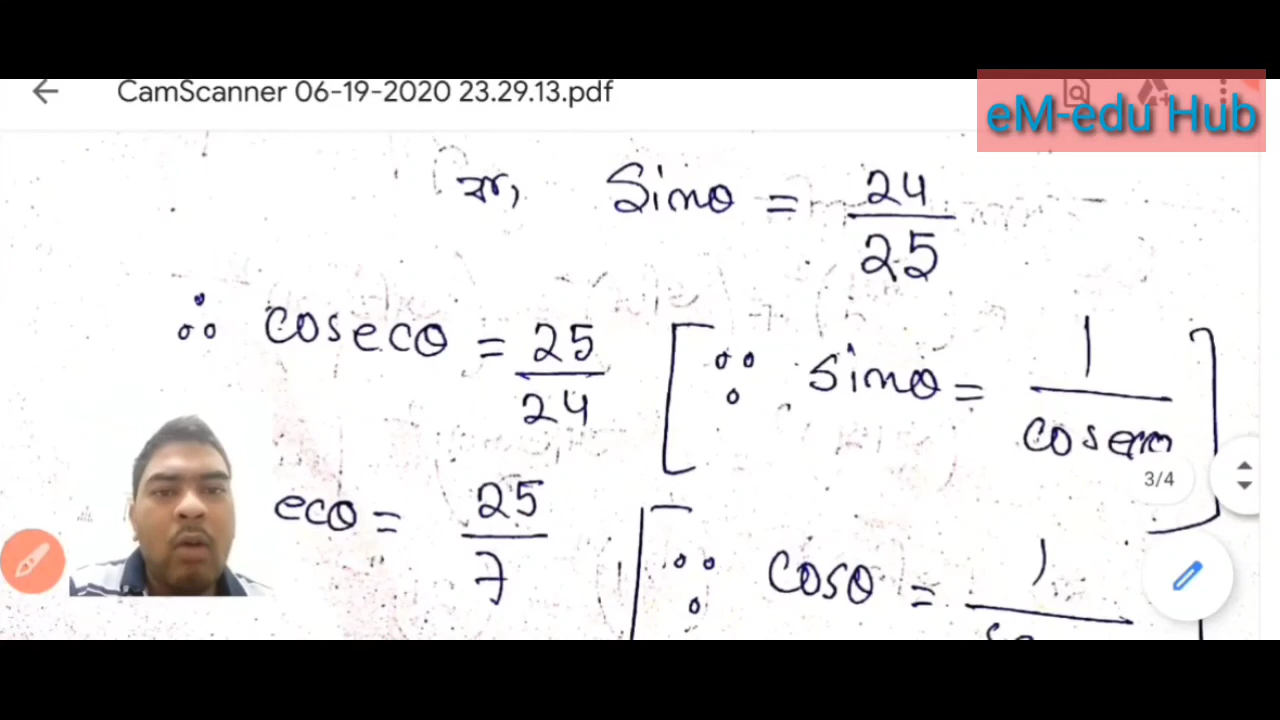 CamScanner 06-19-2020 23.29.13.pdf
eM-edu Hub
বা, Sinθ = 24/25
∴ cosecθ = 25/24 [∵ sinθ = 1/
3/4
ecθ = 25/7 [∵ cosθ = 1/